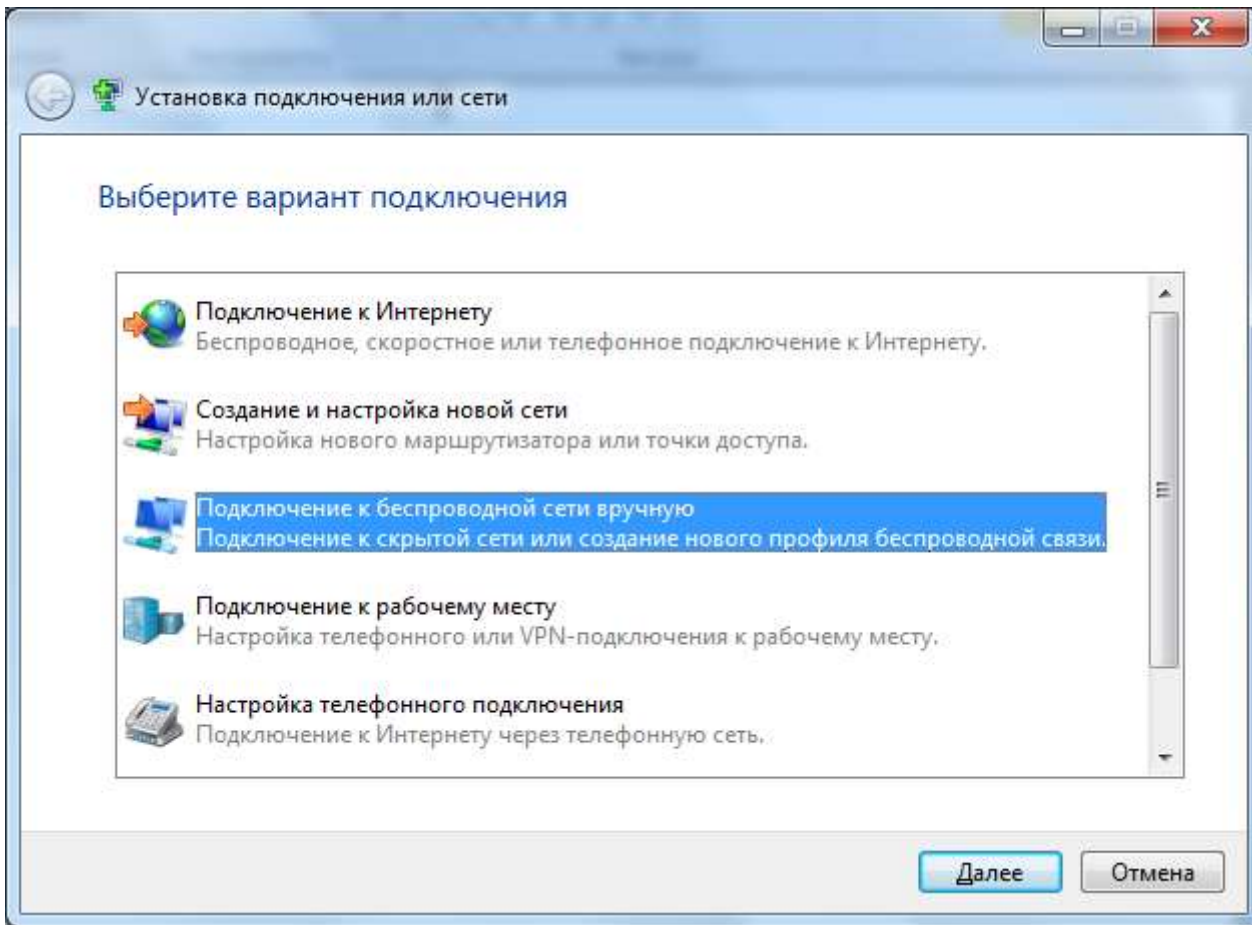 Установка подключения или сети
Выберите вариант подключения
Подключение к Интернету
Беспроводное, скоростное или телефонное подключение к Интернету.
Создание и настройка новой сети
Настройка нового маршрутизатора или точки доступа.
Подключение к беспроводной сети вручную
Подключение к скрытой сети или создание нового профиля беспроводной связи.
Подключение к рабочему месту
Настройка телефонного или VPN-подключения к рабочему месту.
Настройка телефонного подключения
Подключение к Интернету через телефонную сеть.
Далее
Отмена